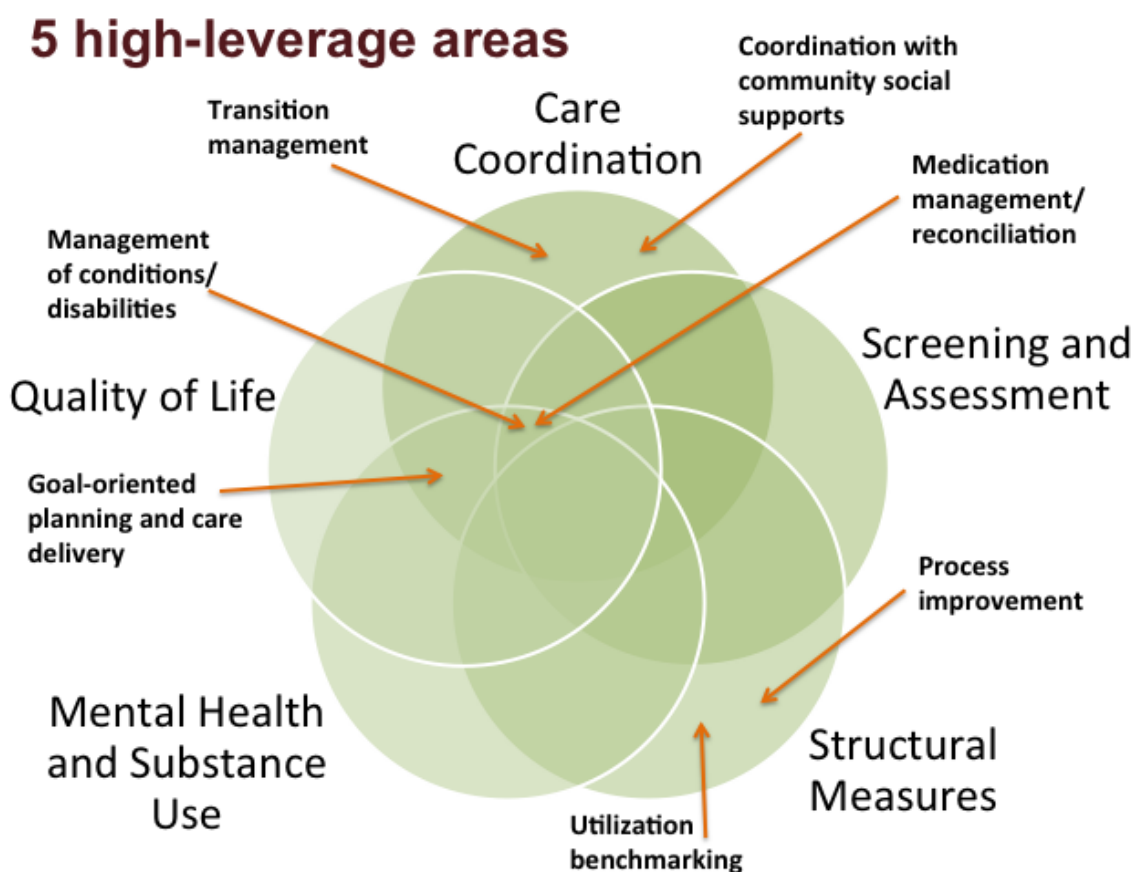 5 high-leverage areas
Coordination with
community social
supports
Transition
management
Care
Coordination
Medication
management/
reconciliation
Management
of conditions/
disabilities
Screening and
Assessment
Quality of Life
Goal-oriented
planning and care
delivery
Process
improvement
Mental Health
and Substance
Use
Structural
Measures
Utilization
benchmarking